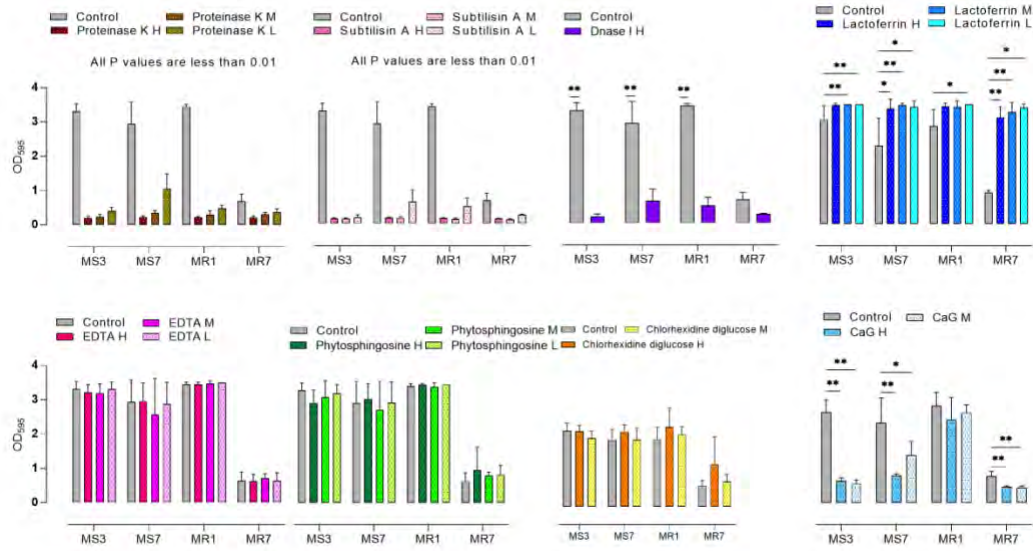 Control Proteinase K M
Proteinase K H Proteinase K L
All P values are less than 0.01
Control Subtilisin A M
Subtilisin A H Subtilisin A L
All P values are less than 0.01
Control
Dnase I H
Control Lactoferrin M
Lactoferrin H Lactoferrin L
OD595
4
3
2
1
0
** ** **
** **
* ** *
*
** ** *
MS3 MS7 MR1 MR7
MS3 MS7 MR1 MR7
MS3 MS7 MR1 MR7
MS3 MS7 MR1 MR7
Control EDTA M
EDTA H EDTA L
Control Phytosphingosine M
Phytosphingosine H Phytosphingosine L
Control Chlorhexidine diglucose M
Chlorhexidine diglucose H
Control CaG M
CaG H
OD595
4
3
2
1
0
** **
** *
** **
MS3 MS7 MR1 MR7
MS3 MS7 MR1 MR7
MS3 MS7 MR1 MR7
MS3 MS7 MR1 MR7